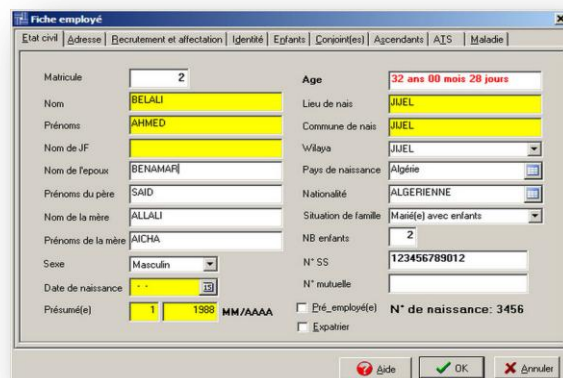 Fiche employé
Etat civil Adresse Recrutement et affectation Identité Enfants Conjoint(es) Ascendants ATS Maladie
Matricule 2
Age 32 ans 00 mois 28 jours
Nom BELALI
Lieu de nais JIJEL
Prénoms AHMED
Commune de nais JIJEL
Nom de JF
Wilaya JIJEL
Nom de l'epoux BENAMAR
Pays de naissance Algérie
Prénoms du père SAID
Nationalité ALGERIENNE
Nom de la mère ALLALI
Situation de famille Marié(e) avec enfants
Prénoms de la mère AICHA
NB enfants 2
Sexe Masculin
N° SS 123456789012
Date de naissance - - 15
N° mutuelle
Présumé(e) 1 1988 MM/AAAA
Pré_employé(e) N° de naissance: 3456
Expatrier
Aide OK Annuler